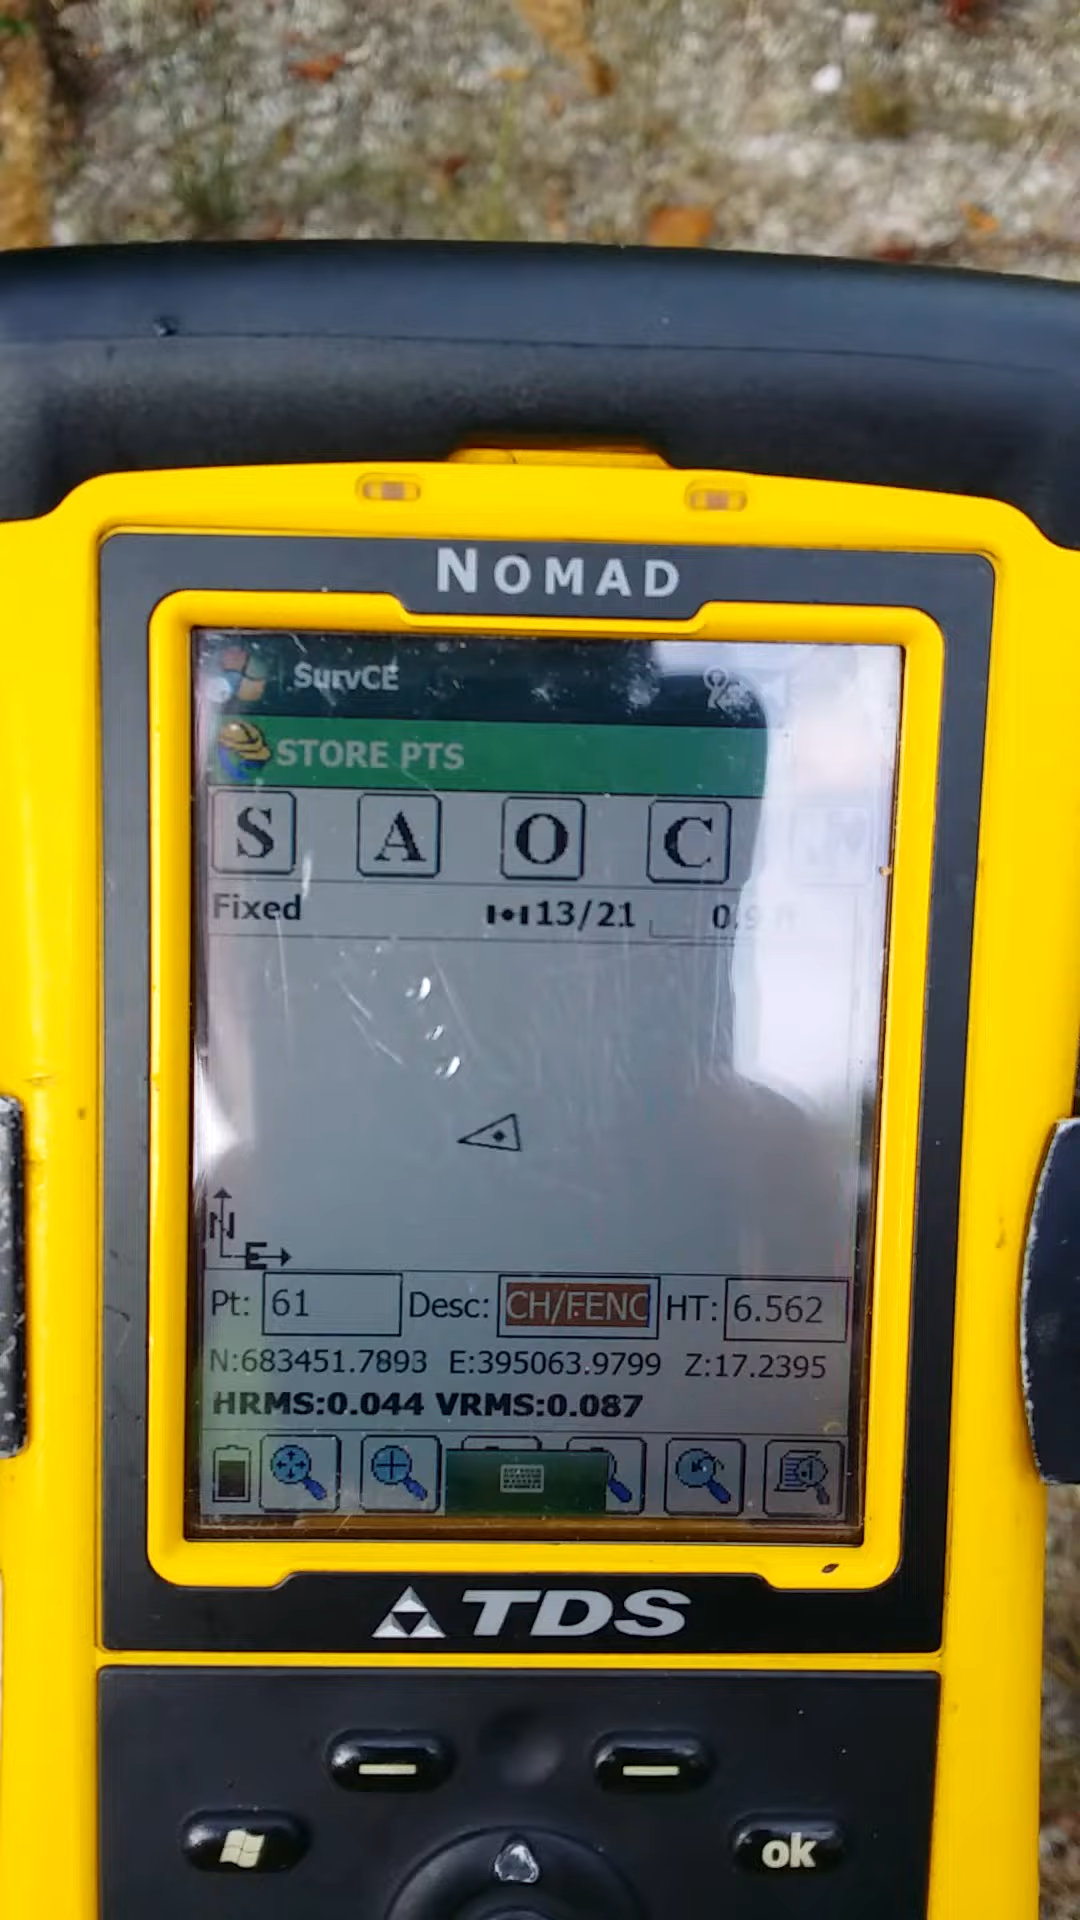 NOMAD
SurvCE
STORE PTS
S A O C
Fixed 13/21
N
E
Pt: 61 Desc: CH/FENC HT: 6.562
N:683451.7893 E:395063.9799 Z:17.2395
HRMS:0.044 VRMS:0.087
TDS
ok